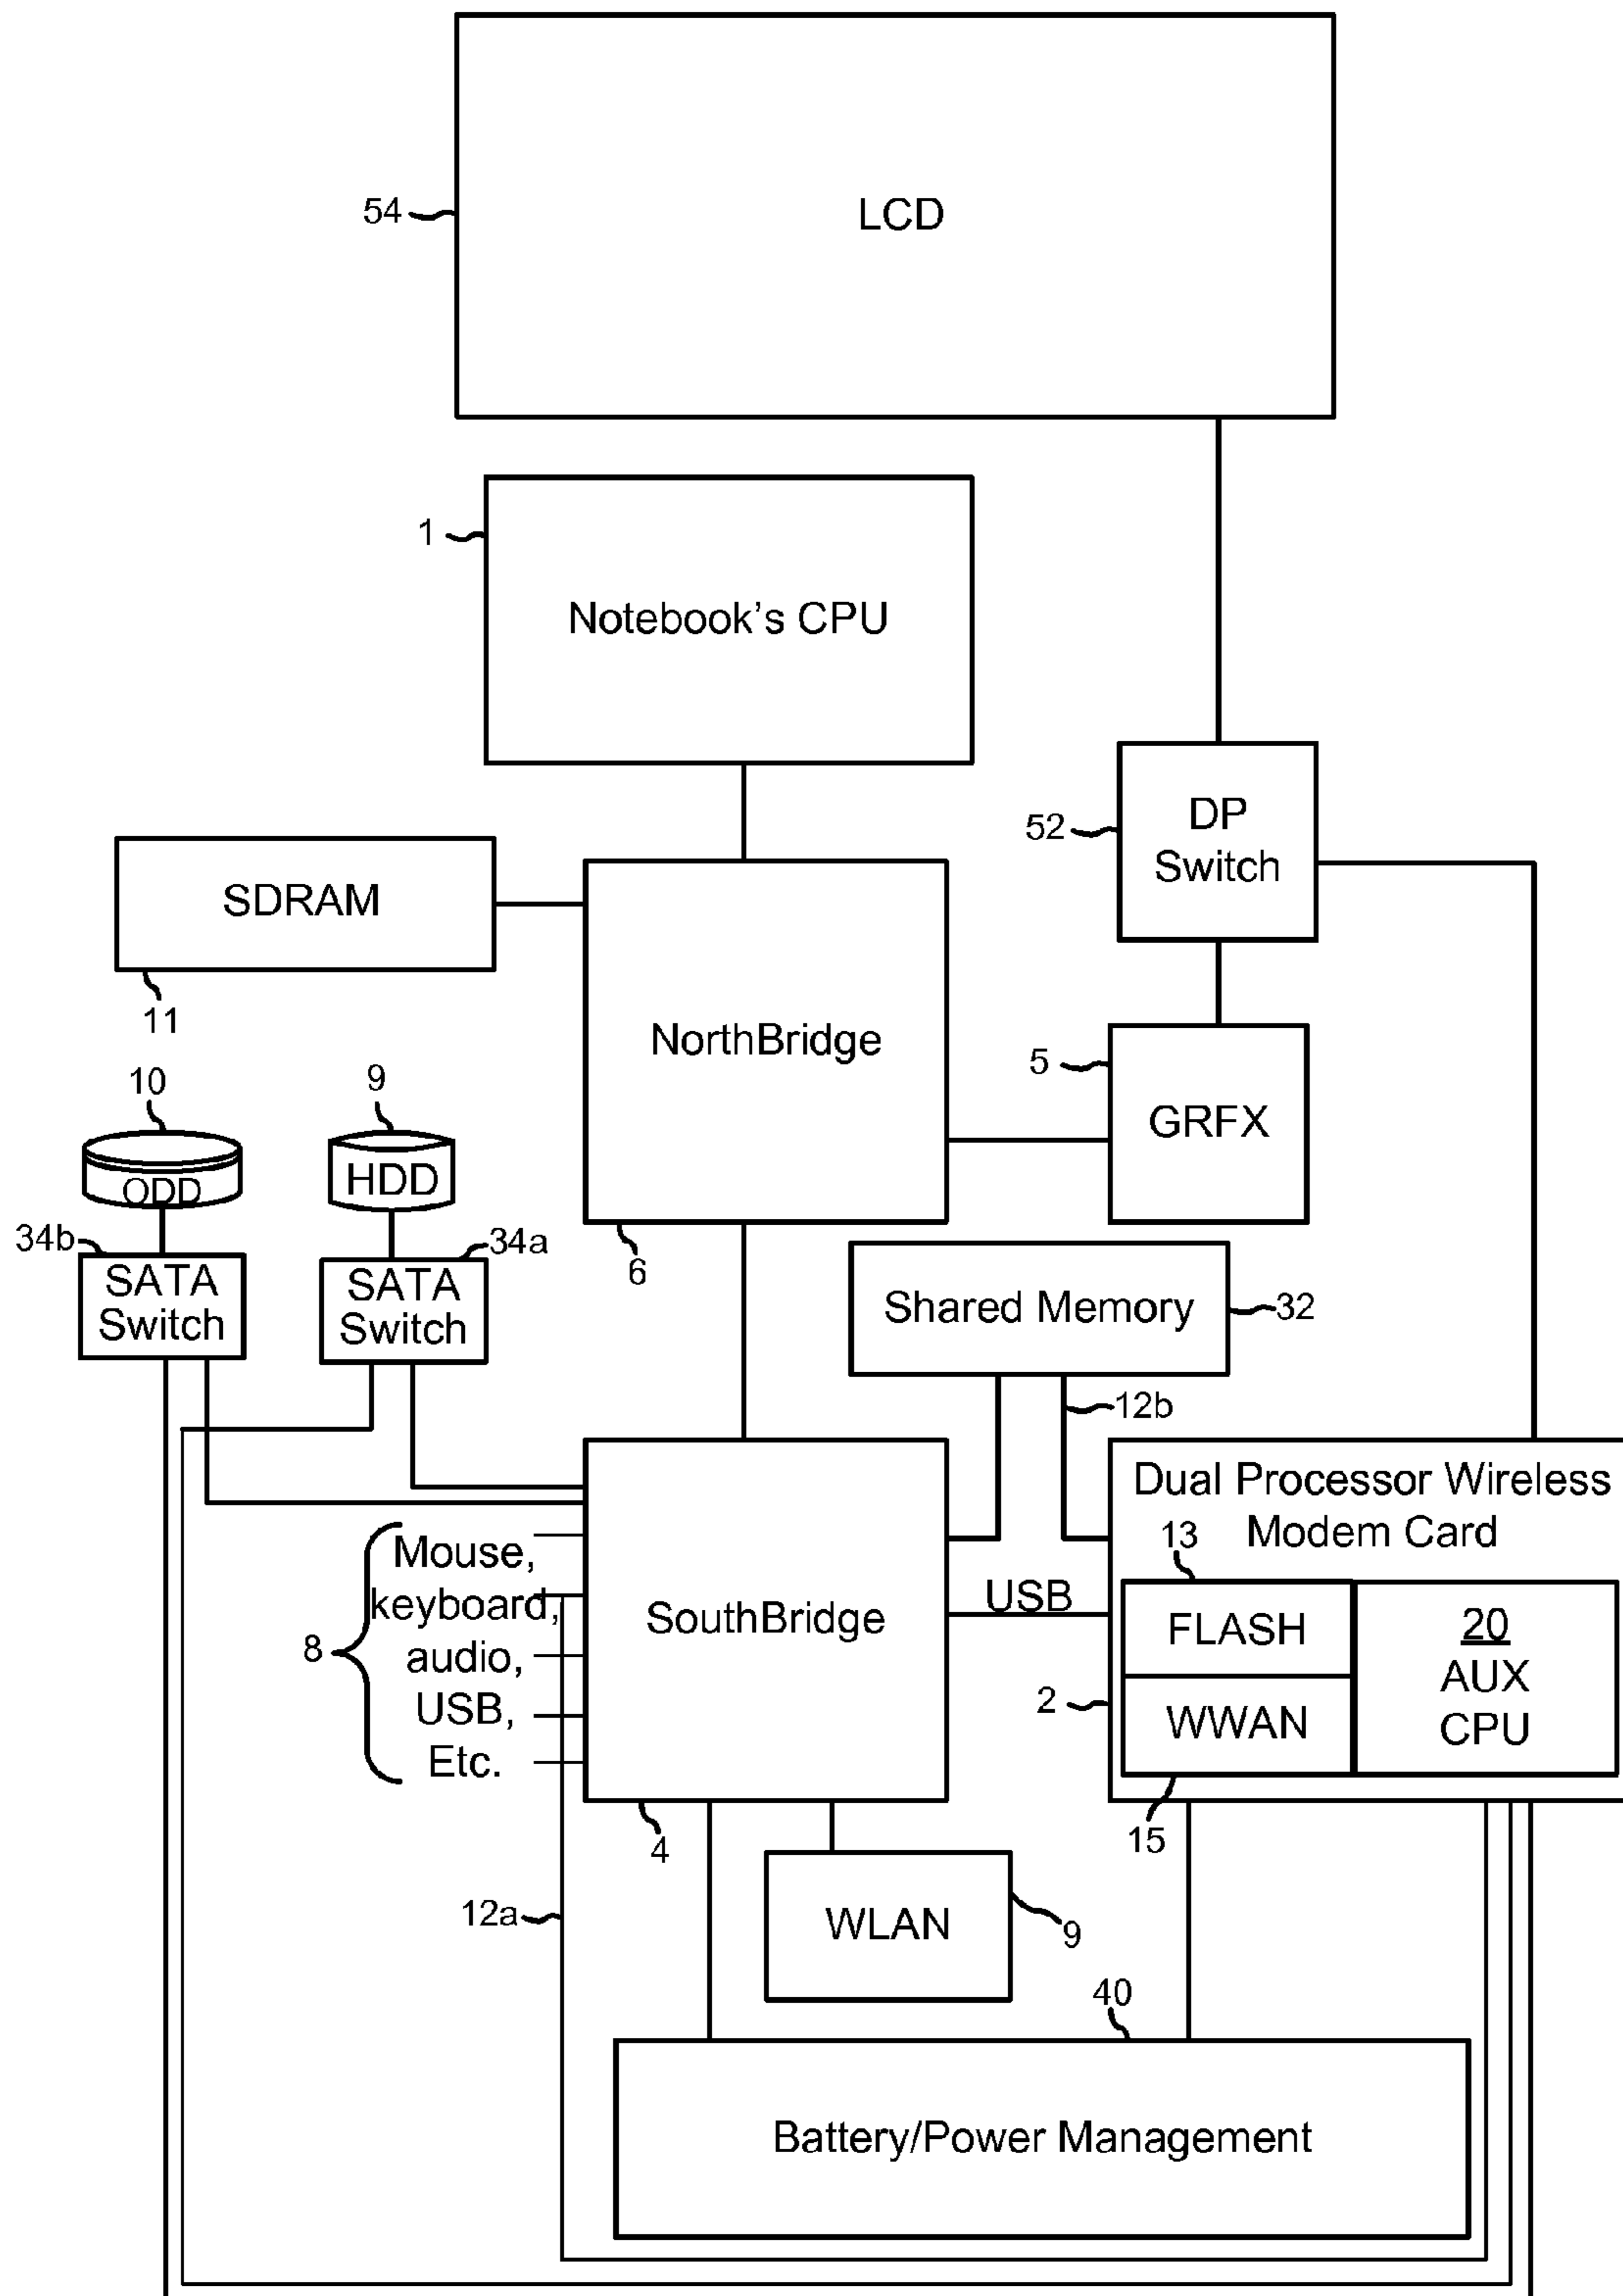 54
LCD
1
Notebook's CPU
52
DP
Switch
SDRAM
11
NorthBridge
6
5
GRFX
10
ODD
9
HDD
34b
SATA
Switch
34a
SATA
Switch
Shared Memory
32
12b
Dual Processor Wireless
Modem Card
13
FLASH
WWAN
20
AUX
CPU
2
15
USB
8
Mouse,
keyboard,
audio,
USB,
Etc.
SouthBridge
4
12a
WLAN
9
40
Battery/Power Management